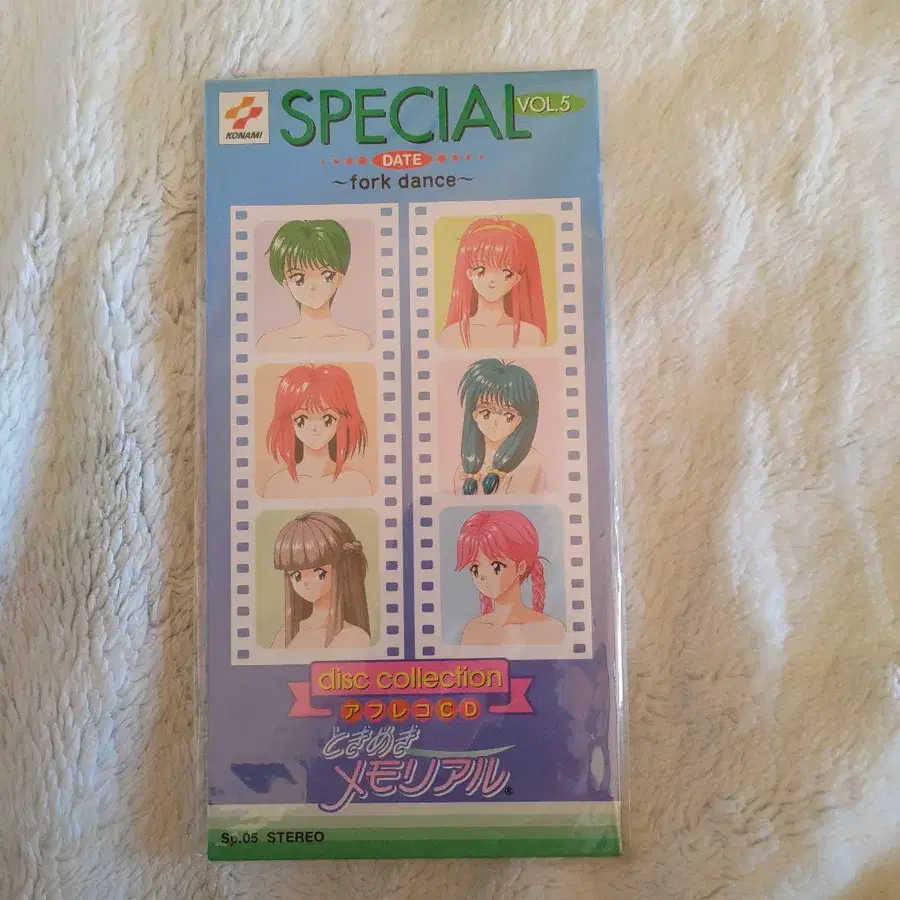 KONAMI
SPECIAL
VOL.5
DATE
~fork dance~
disc collection
アフレコCD
ときめき
メモリアル®
Sp.05 STEREO